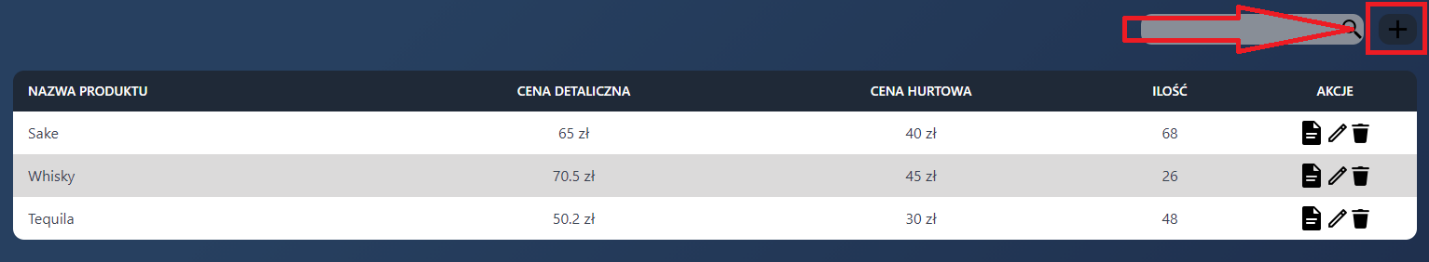 NAZWA PRODUKTU CENA DETALICZNA CENA HURTOWA ILOŚĆ AKCJE
Sake 65 zł 40 zł 68
Whisky 70.5 zł 45 zł 26
Tequila 50.2 zł 30 zł 48